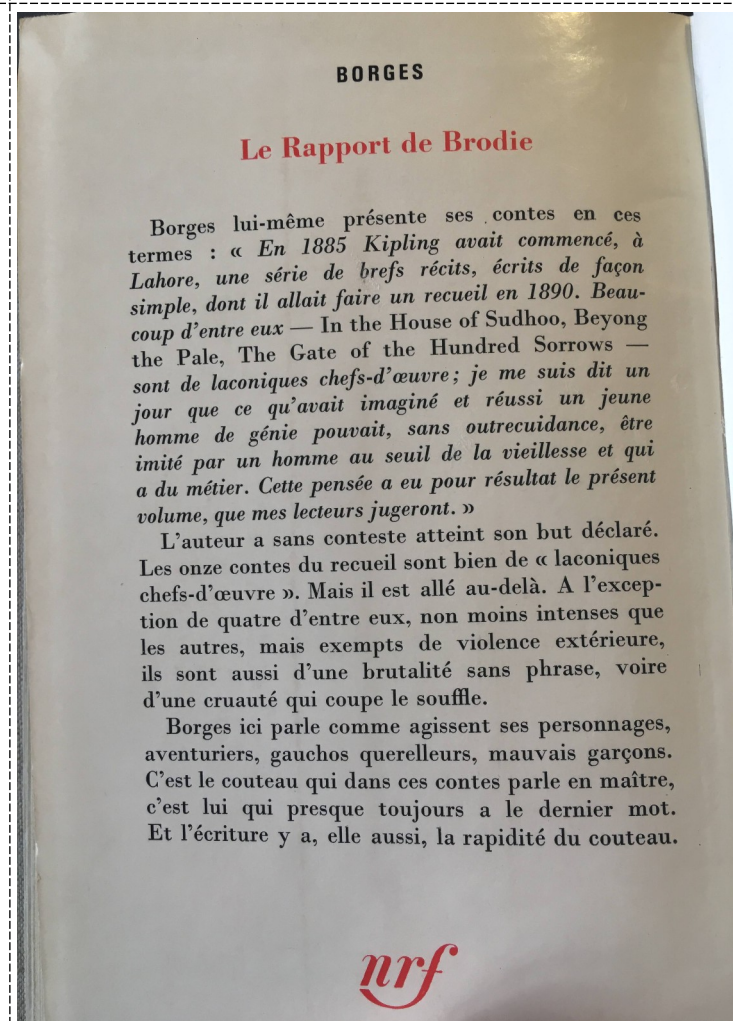 BORGES
Le Rapport de Brodie
Borges lui-même présente ses contes en ces
termes : « En 1885 Kipling avait commencé, à
Lahore, une série de brefs récits, écrits de façon
simple, dont il allait faire un recueil en 1890. Beau-
coup d'entre eux — In the House of Sudhoo, Beyong
the Pale, The Gate of the Hundred Sorrows —
sont de laconiques chefs-d'œuvre ; je me suis dit un
jour que ce qu'avait imaginé et réussi un jeune
homme de génie pouvait, sans outrecuidance, être
imité par un homme au seuil de la vieillesse et qui
a du métier. Cette pensée a eu pour résultat le présent
volume, que mes lecteurs jugeront. »
L'auteur a sans conteste atteint son but déclaré.
Les onze contes du recueil sont bien de « laconiques
chefs-d'œuvre ». Mais il est allé au-delà. A l'excep-
tion de quatre d'entre eux, non moins intenses que
les autres, mais exempts de violence extérieure,
ils sont aussi d'une brutalité sans phrase, voire
d'une cruauté qui coupe le souffle.
Borges ici parle comme agissent ses personnages,
aventuriers, gauchos querelleurs, mauvais garçons.
C'est le couteau qui dans ces contes parle en maître,
c'est lui qui presque toujours a le dernier mot.
Et l'écriture y a, elle aussi, la rapidité du couteau.
nrf